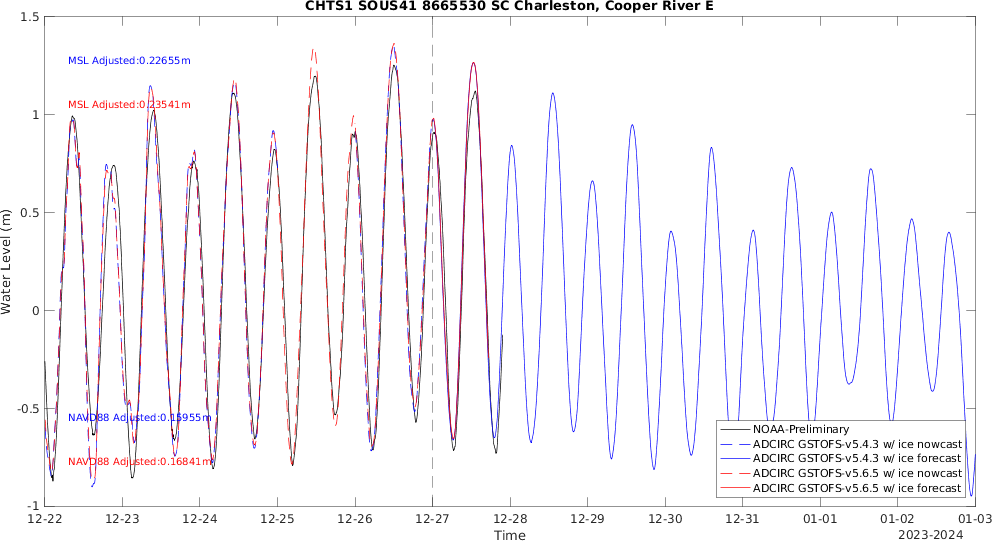 CHTS1 SOUS41 8665530 SC Charleston, Cooper River E
1.5
MSL Adjusted:0.22655m
MSL Adjusted:0.23541m
1
0.5
Water Level (m)
0
-0.5
NAVD88 Adjusted:0.15955m
NAVD88 Adjusted:0.16841m
-1
NOAA-Preliminary
ADCIRC GSTOFS-v5.4.3 w/ ice nowcast
ADCIRC GSTOFS-v5.4.3 w/ ice forecast
ADCIRC GSTOFS-v5.6.5 w/ ice nowcast
ADCIRC GSTOFS-v5.6.5 w/ ice forecast
12-22 12-23 12-24 12-25 12-26 12-27 12-28 12-29 12-30 12-31 01-01 01-02 01-03
Time
2023-2024